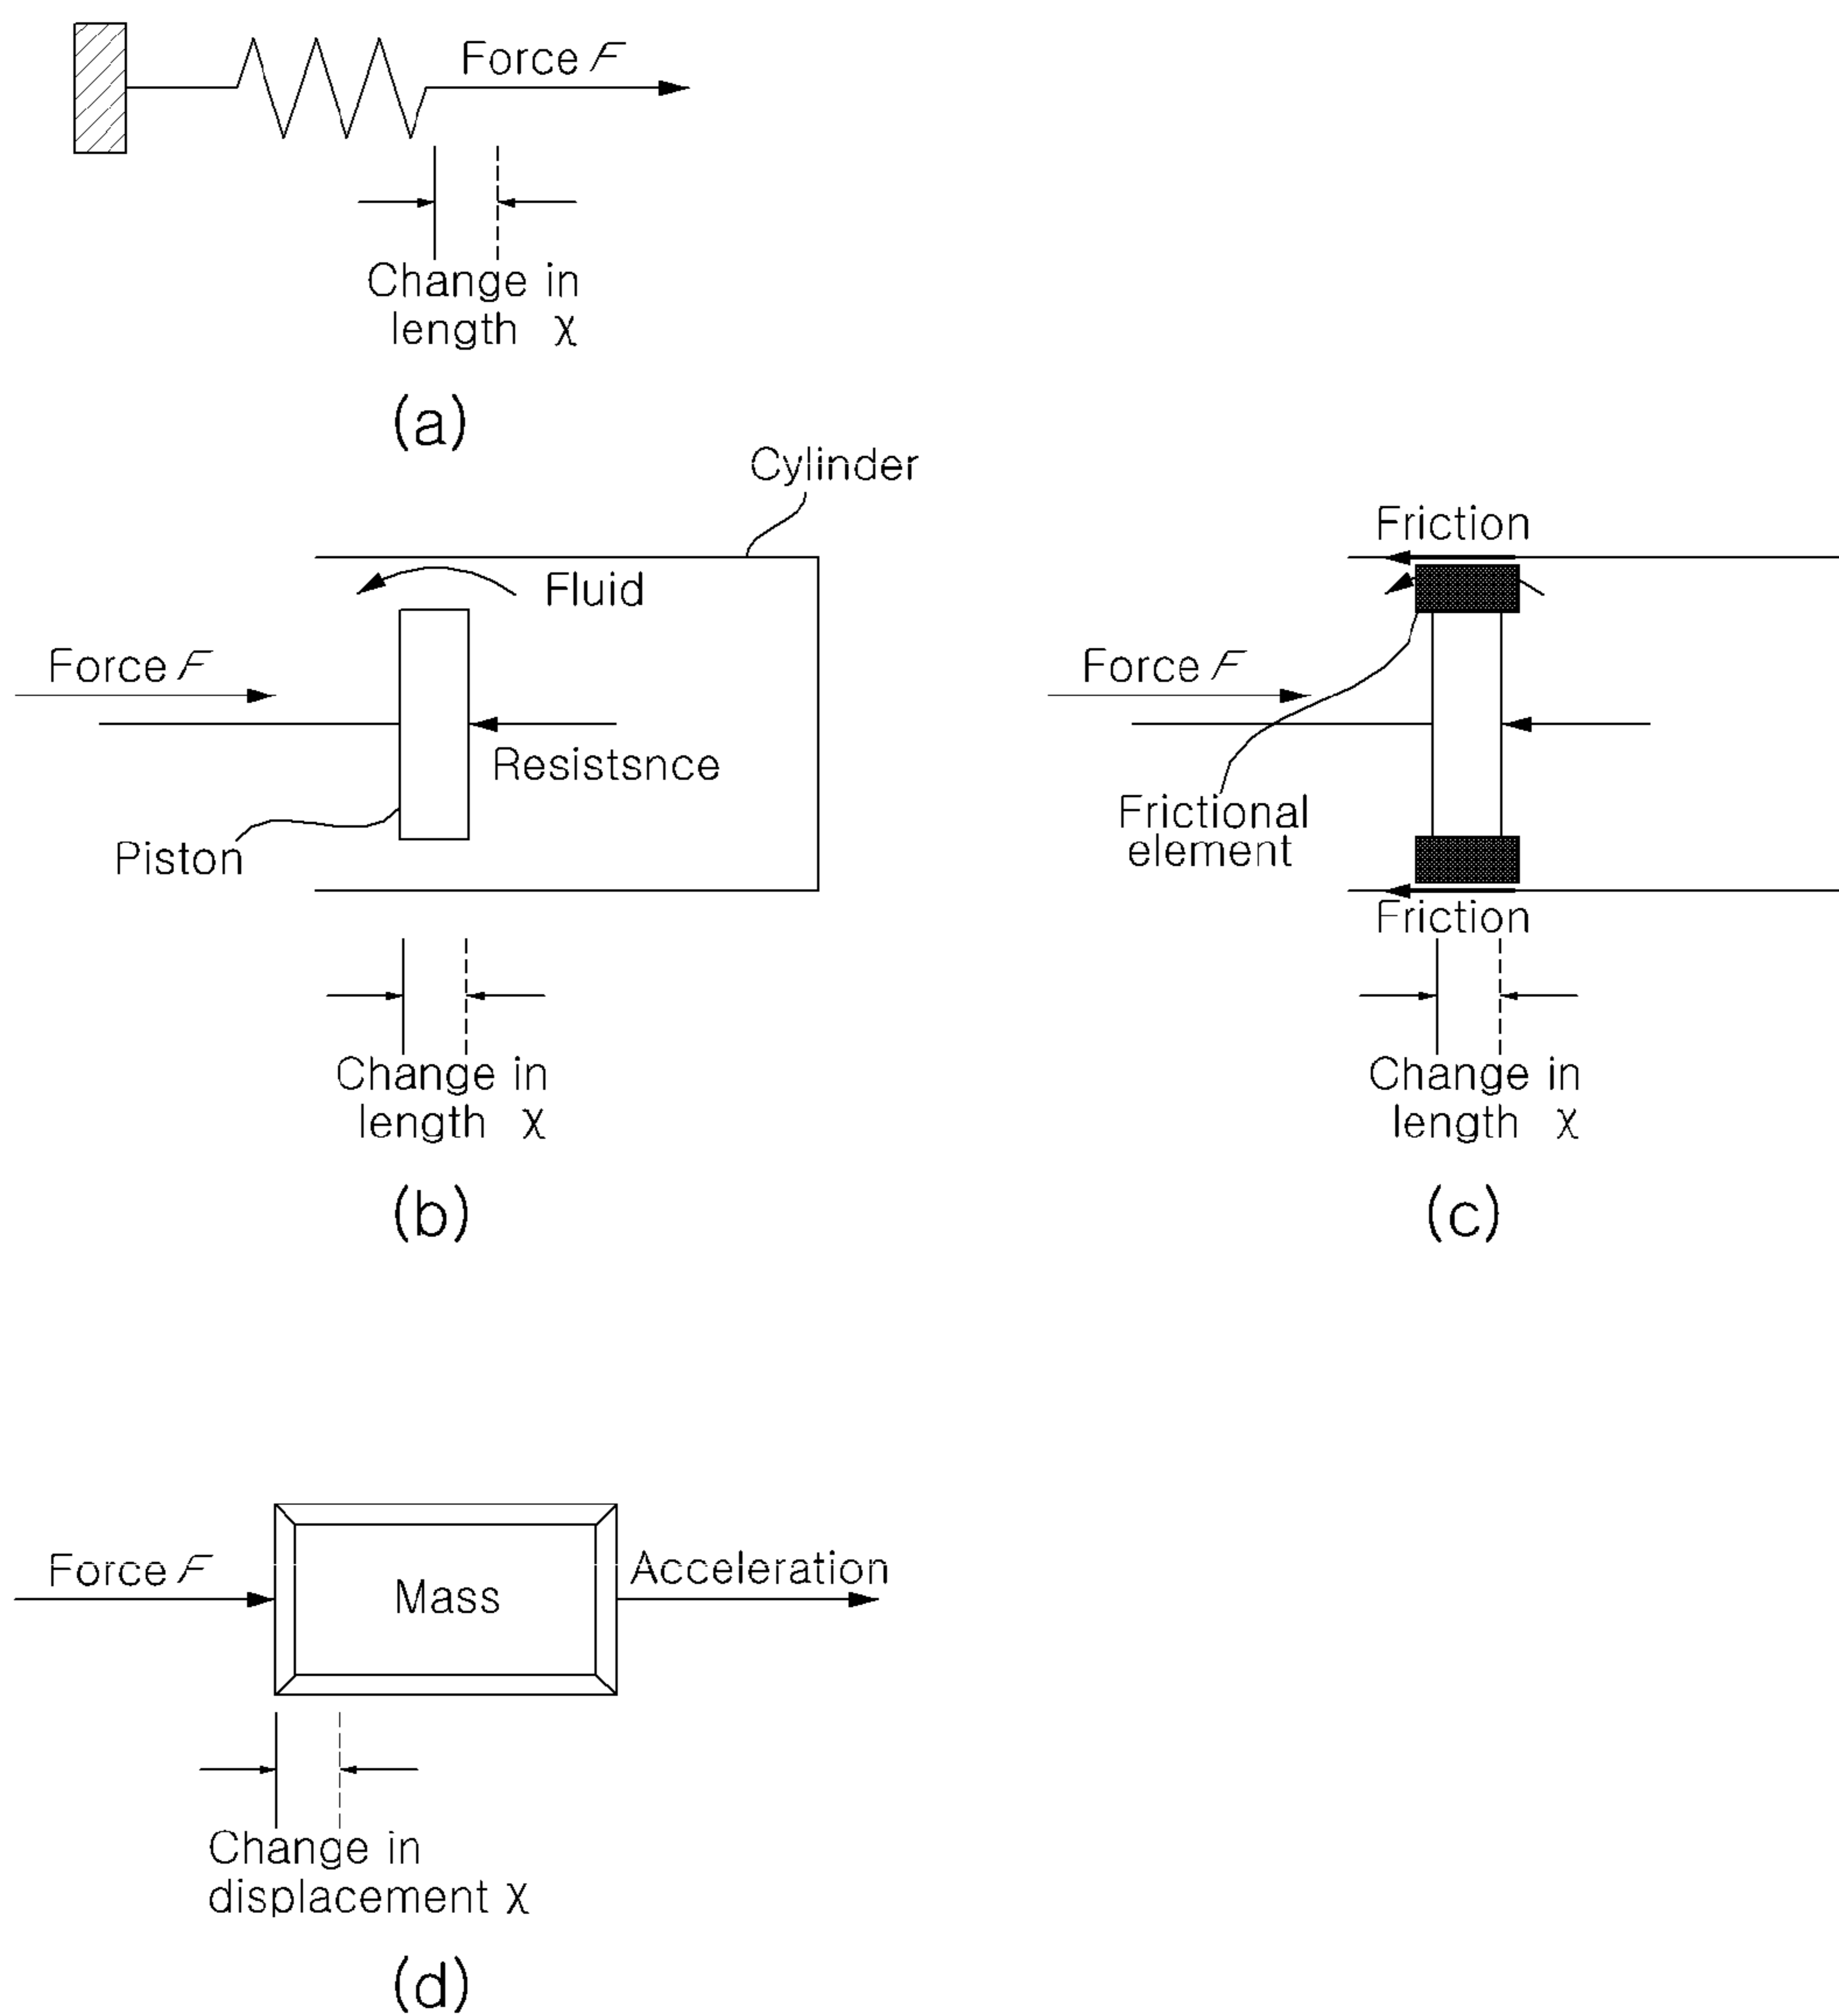 Force F
Change in
length χ
(a)
Cylinder
Fluid
Force F
Resistsnce
Piston
Change in
length χ
(b)
Friction
Force F
Frictional
element
Friction
Change in
length χ
(c)
Force F
Mass
Acceleration
Change in
displacement χ
(d)